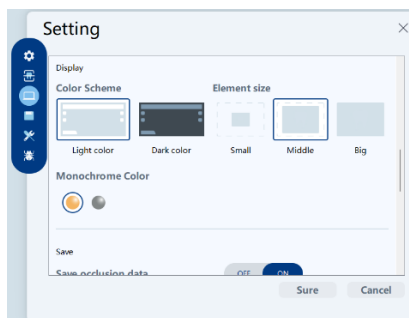 Setting
Display
Color Scheme Element size
Light color Dark color Small Middle Big
Monochrome Color
Save
Save occlusion data OFF ON
Sure Cancel